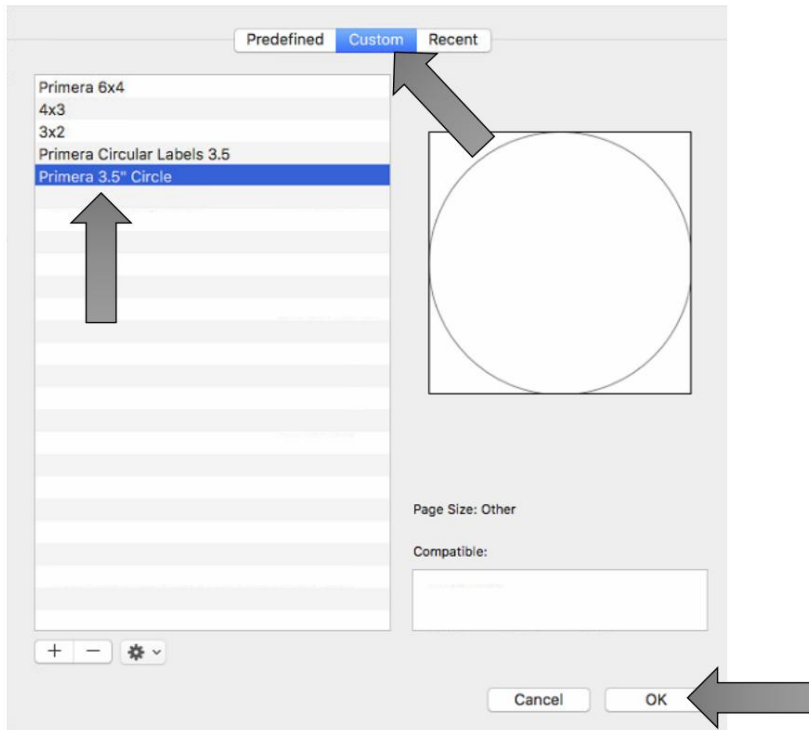 Predefined Custom Recent
Primera 6x4
4x3
3x2
Primera Circular Labels 3.5
Primera 3.5" Circle
Page Size: Other
Compatible:
+ −
Cancel OK